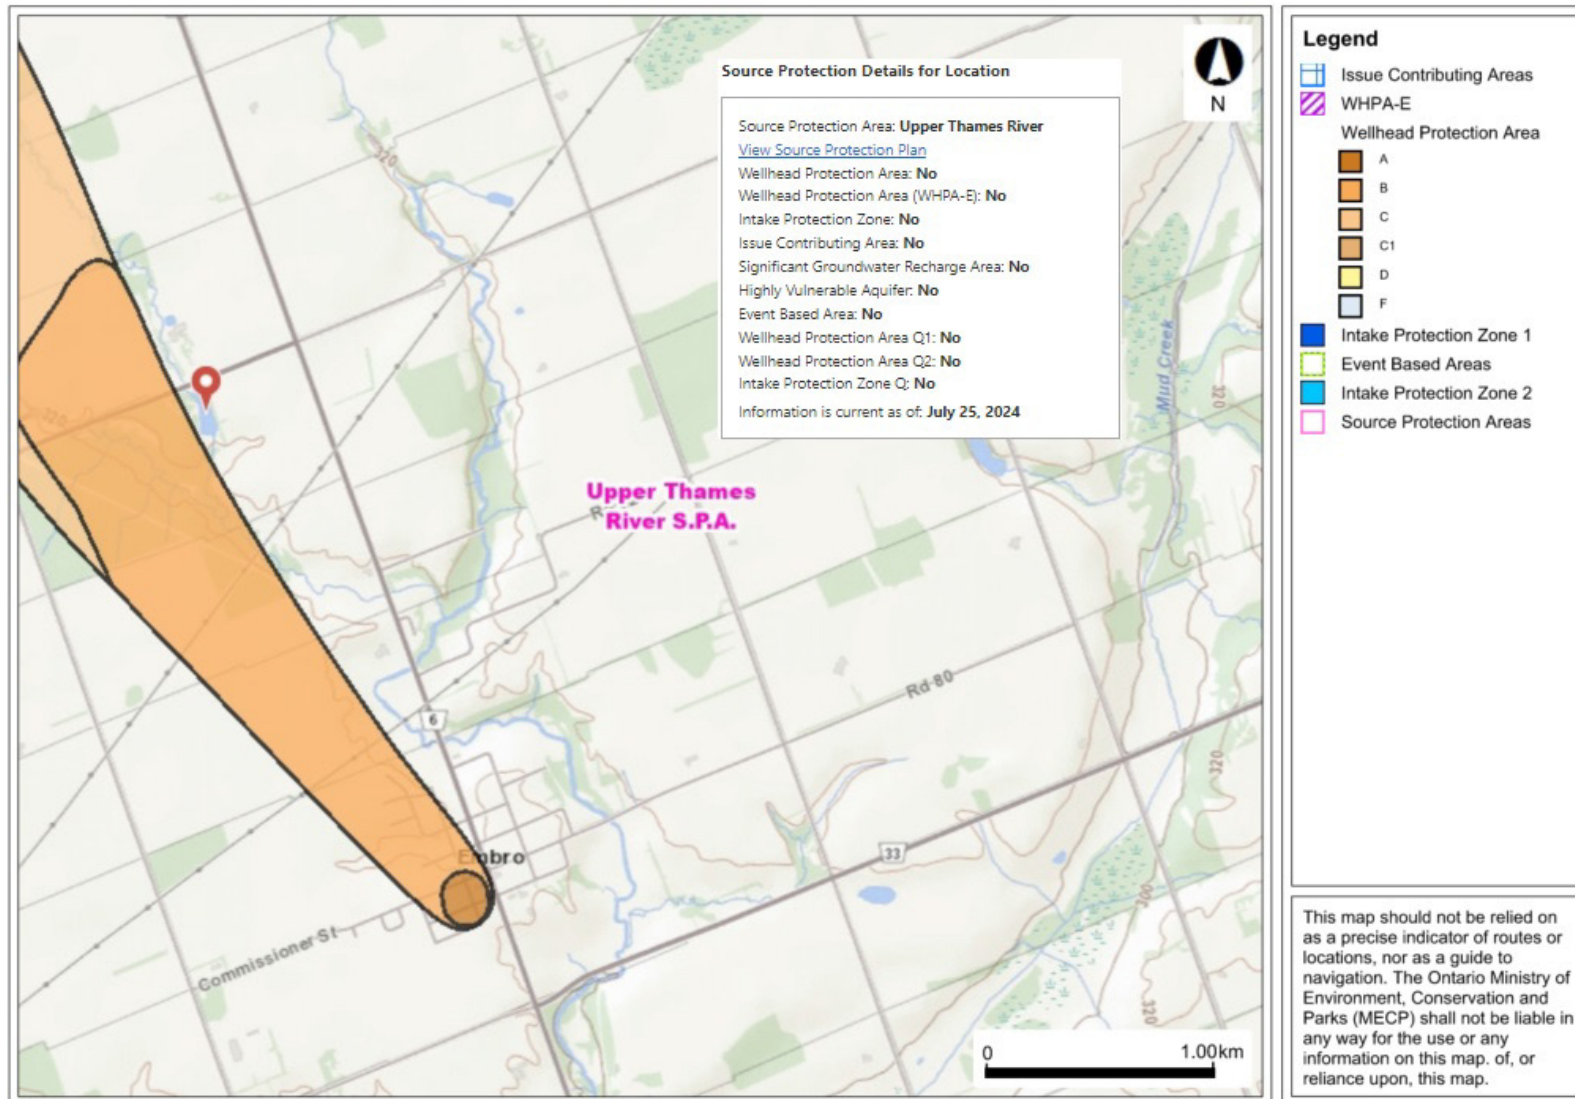 Source Protection Details for Location
Source Protection Area: Upper Thames River
View Source Protection Plan
Wellhead Protection Area: No
Wellhead Protection Area (WHPA-E): No
Intake Protection Zone: No
Issue Contributing Area: No
Significant Groundwater Recharge Area: No
Highly Vulnerable Aquifer: No
Event Based Area: No
Wellhead Protection Area Q1: No
Wellhead Protection Area Q2: No
Intake Protection Zone Q: No
Information is current as of: July 25, 2024
N
320
320
Mud Creek
320
Upper Thames
River S.P.A.
Rd 80
6
320
33
Embro
300
Commissioner St
320
0 1.00km
Legend
Issue Contributing Areas
WHPA-E
Wellhead Protection Area
A
B
C
C1
D
F
Intake Protection Zone 1
Event Based Areas
Intake Protection Zone 2
Source Protection Areas
This map should not be relied on
as a precise indicator of routes or
locations, nor as a guide to
navigation. The Ontario Ministry of
Environment, Conservation and
Parks (MECP) shall not be liable in
any way for the use or any
information on this map. of, or
reliance upon, this map.